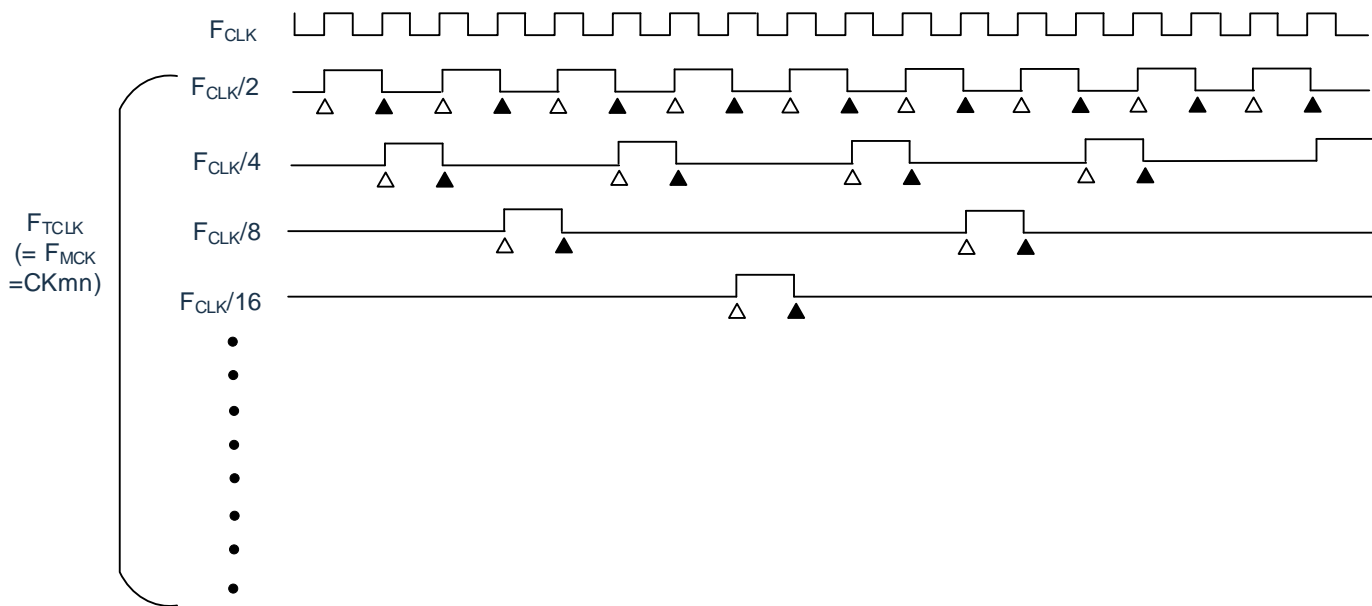 FCLK
FCLK/2
FCLK/4
FTCLK
(= FMCK
=CKmn)
FCLK/8
FCLK/16